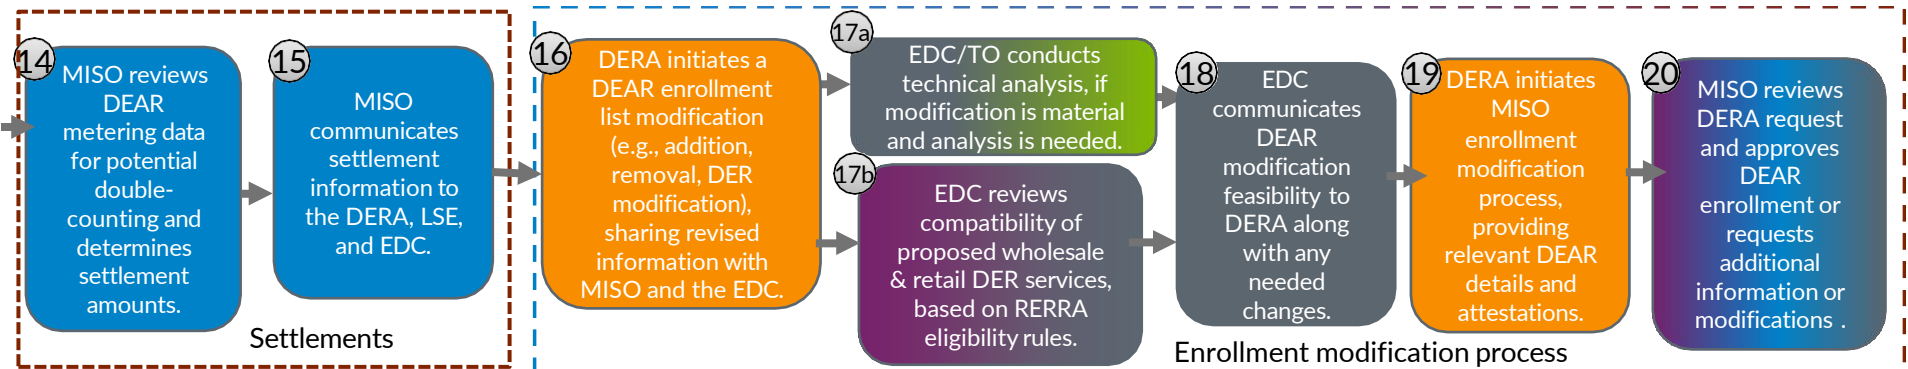 14
MISO reviews
DEAR
metering data
for potential
double-
counting and
determines
settlement
amounts.
15
MISO
communicates
settlement
information to
the DERA, LSE,
and EDC.
Settlements
16
DERA initiates a
DEAR enrollment
list modification
(e.g., addition,
removal, DER
modification),
sharing revised
information with
MISO and the EDC.
17a
EDC/TO conducts
technical analysis, if
modification is material
and analysis is needed.
17b
EDC reviews
compatibility of
proposed wholesale
& retail DER services,
based on RERRA
eligibility rules.
18
EDC
communicates
DEAR
modification
feasibility to
DERA along
with any
needed
changes.
19
DERA initiates
MISO
enrollment
modification
process,
providing
relevant DEAR
details and
attestations.
20
MISO reviews
DERA request
and approves
DEAR
enrollment or
requests
additional
information or
modifications .
Enrollment modification process